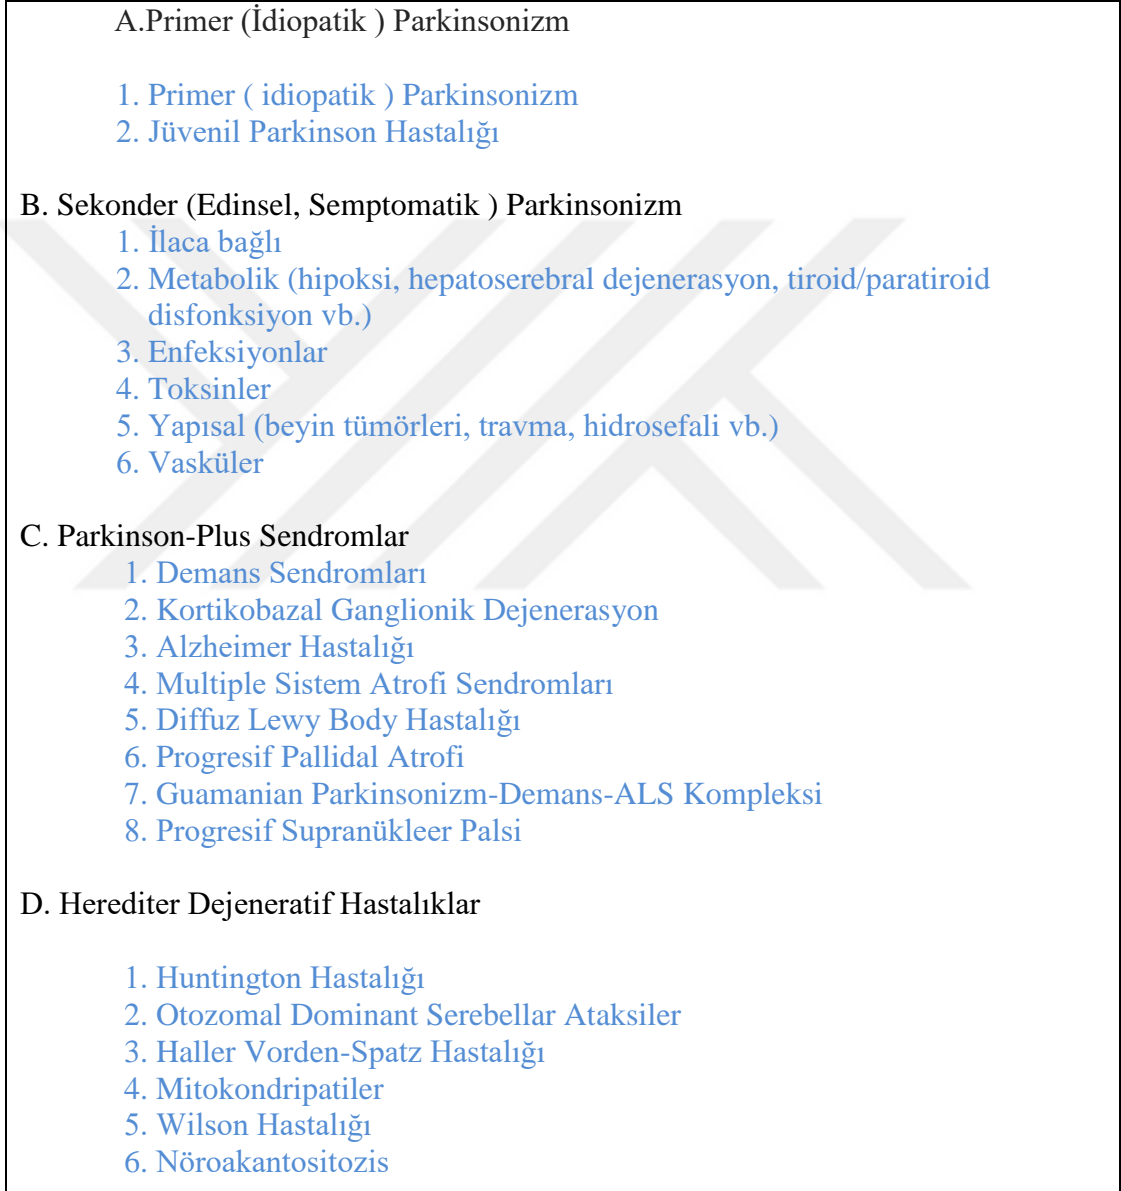 A.Primer (İdiopatik ) Parkinsonizm
1. Primer ( idiopatik ) Parkinsonizm
2. Jüvenil Parkinson Hastalığı
B. Sekonder (Edinsel, Semptomatik ) Parkinsonizm
1. İlaca bağlı
2. Metabolik (hipoksi, hepatoserebral dejenerasyon, tiroid/paratiroid
disfonksiyon vb.)
3. Enfeksiyonlar
4. Toksinler
5. Yapısal (beyin tümörleri, travma, hidrosefali vb.)
6. Vasküler
C. Parkinson-Plus Sendromlar
1. Demans Sendromları
2. Kortikobazal Ganglionik Dejenerasyon
3. Alzheimer Hastalığı
4. Multiple Sistem Atrofi Sendromları
5. Diffuz Lewy Body Hastalığı
6. Progresif Pallidal Atrofi
7. Guamanian Parkinsonizm-Demans-ALS Kompleksi
8. Progresif Supranükleer Palsi
D. Herediter Dejeneratif Hastalıklar
1. Huntington Hastalığı
2. Otozomal Dominant Serebellar Ataksiler
3. Haller Vorden-Spatz Hastalığı
4. Mitokondripatiler
5. Wilson Hastalığı
6. Nöroakantositozis